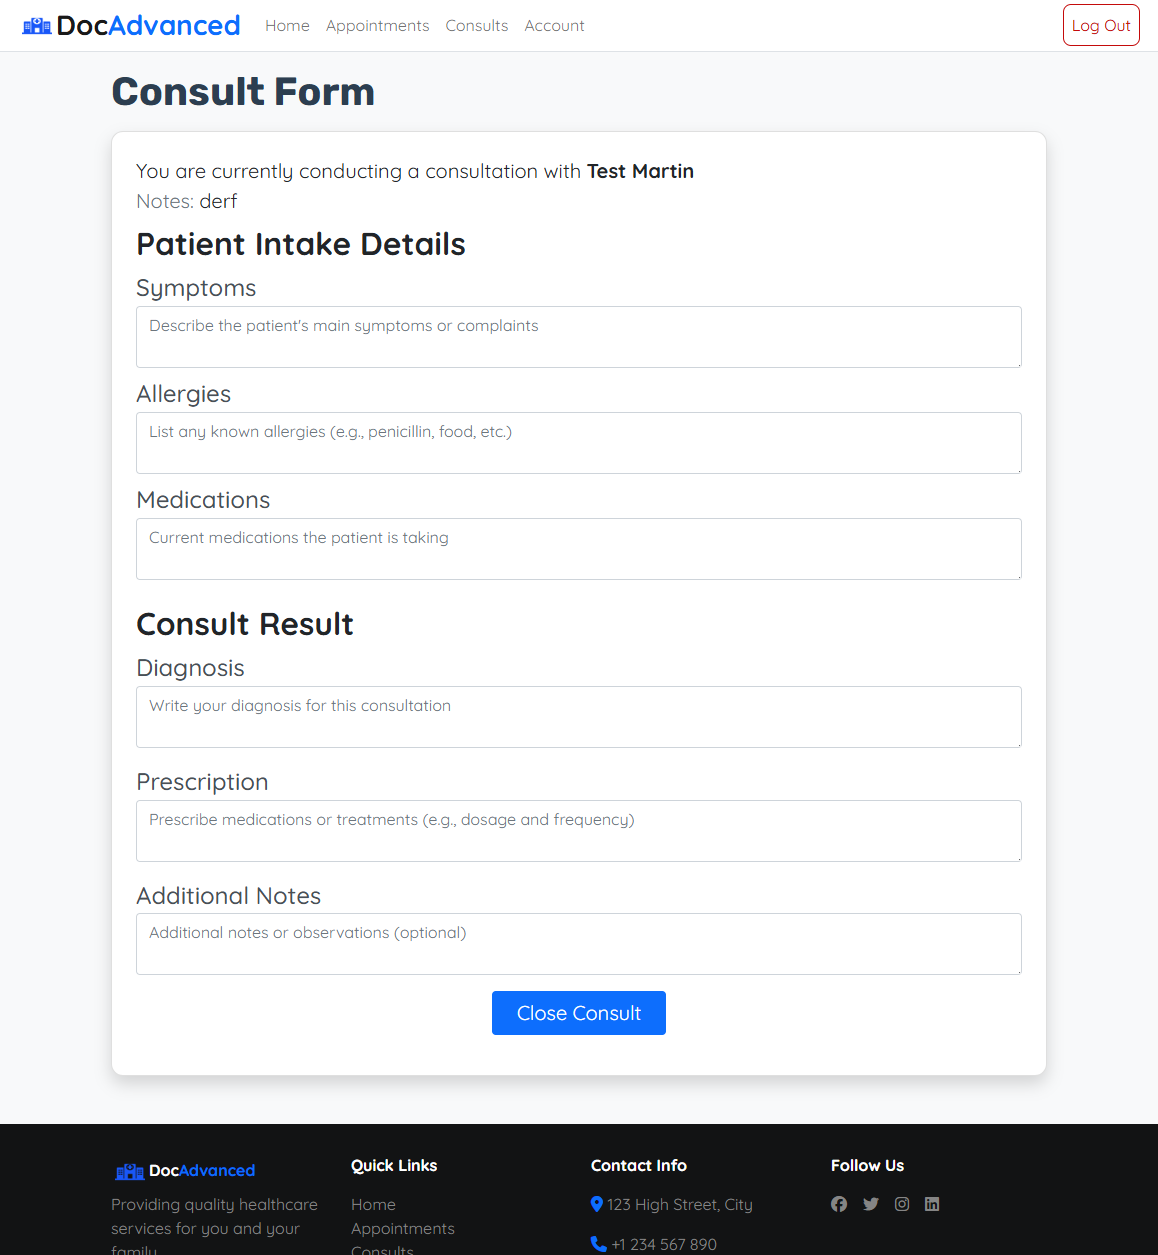 DocAdvanced Home Appointments Consults Account Log Out
Consult Form
You are currently conducting a consultation with Test Martin
Notes: derf
Patient Intake Details
Symptoms
Describe the patient's main symptoms or complaints
Allergies
List any known allergies (e.g., penicillin, food, etc.)
Medications
Current medications the patient is taking
Consult Result
Diagnosis
Write your diagnosis for this consultation
Prescription
Prescribe medications or treatments (e.g., dosage and frequency)
Additional Notes
Additional notes or observations (optional)
Close Consult
DocAdvanced
Providing quality healthcare
services for you and your
family
Quick Links
Home
Appointments
Consults
Contact Info
123 High Street, City
+1 234 567 890
Follow Us